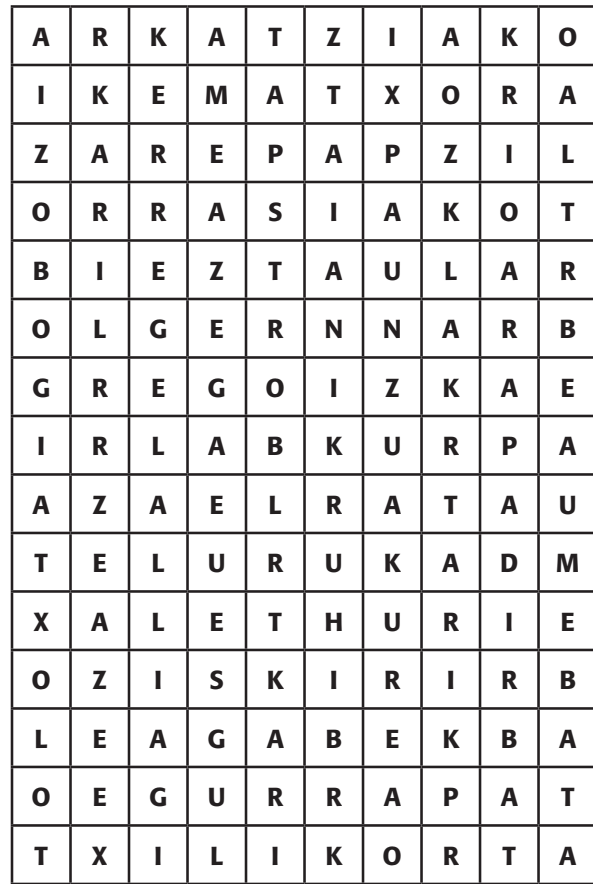 A R K A T Z I A K O
I K E M A T X O R A
Z A R E P A P Z I L
O R R A S I A K O T
B I E Z T A U L A R
O L G E R N N A R B
G R E G O I Z K A E
I R L A B K U R P A
A Z A E L R A T A U
T E L U R U K A D M
X A L E T H U R I E
O Z I S K I R I R B
L E A G A B E K B A
O E G U R R A P A T
T X I L I K O R T A